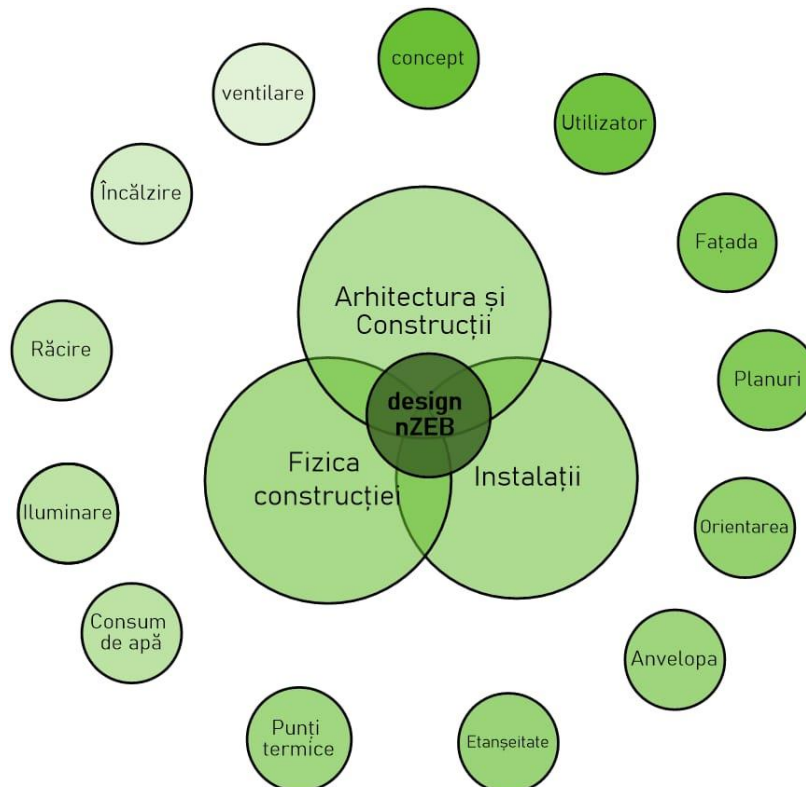 concept
Utilizator
Fațada
Planuri
Orientarea
Anvelopa
Etanșeitate
Punți
termice
Consum
de apă
Iluminare
Răcire
Încălzire
ventilare
Arhitectura și
Construcții
design
nZEB
Fizica
construcției
Instalații